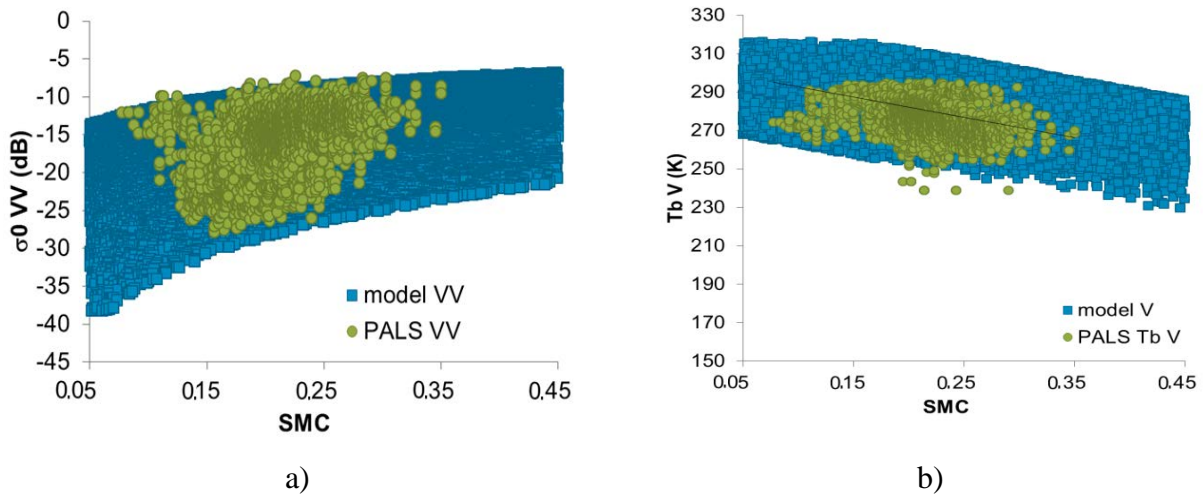 0
-5
-10
-15
-20
-25
-30
-35
-40
-45
σ0 VV (dB)
model VV
PALS VV
0.05 0.15 0.25 0.35 0.45
SMC
a)
330
310
290
270
250
230
210
190
170
150
Tb V (K)
model V
PALS Tb V
0.05 0.15 0.25 0.35 0.45
SMC
b)